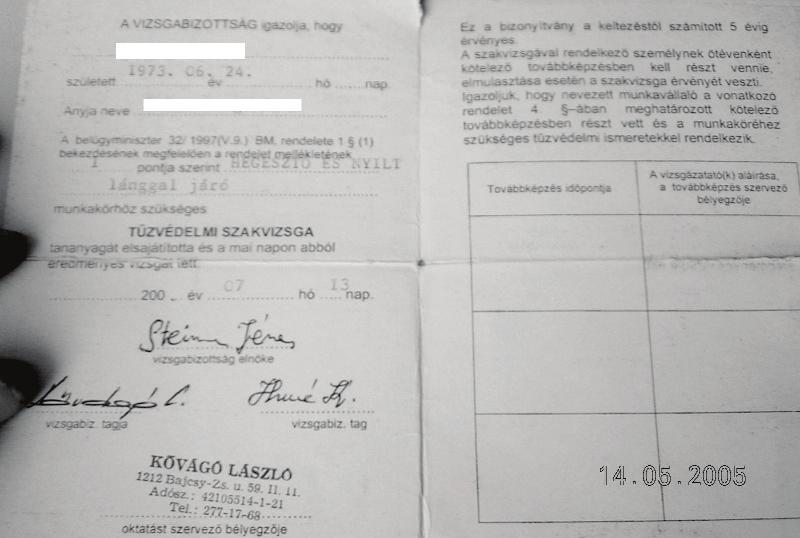 A VIZSGABIZOTTSÁG igazolja, hogy
1973. 06. 24.
született év hó nap.
Anyja neve
A belügyminiszter 32/1997(V.9.) BM. rendelete 1 § (1)
bekezdésének megfelelően a rendelet mellékletének
1 pontja szerint HEGESZTŐ ÉS NYILT
lánggal járó
munkakörhöz szükséges
TŰZVÉDELMI SZAKVIZSGA
tananyagát elsajátította és a mai napon abból
eredményes vizsgát tett.
200 év 07 hó 13 nap.
vizsgabizottság elnöke
vizsgabiz. tagja
vizsgabiz. tag
KŐVÁGÓ LÁSZLÓ
1212 Bajcsy-Zs. u. 59. II. 11.
Adósz.: 42105514-1-21
Tel.: 277-17-68
oktatást szervező bélyegzője
Ez a bizonyítvány a keltezéstől számított 5 évig
érvényes.
A szakvizsgával rendelkező személynek ötévenként
kötelező továbbképzésben kell részt vennie,
elmulasztása esetén a szakvizsga érvényét veszti.
Igazoljuk, hogy nevezett munkavállaló a vonatkozó
rendelet 4. §-ában meghatározott kötelező
továbbképzésben részt vett és a munkaköréhez
szükséges tűzvédelmi ismeretekkel rendelkezik.
Továbbképzés időpontja
A vizsgáztató(k) aláírása,
a továbbképzés szervező
bélyegzője
14.05.2005